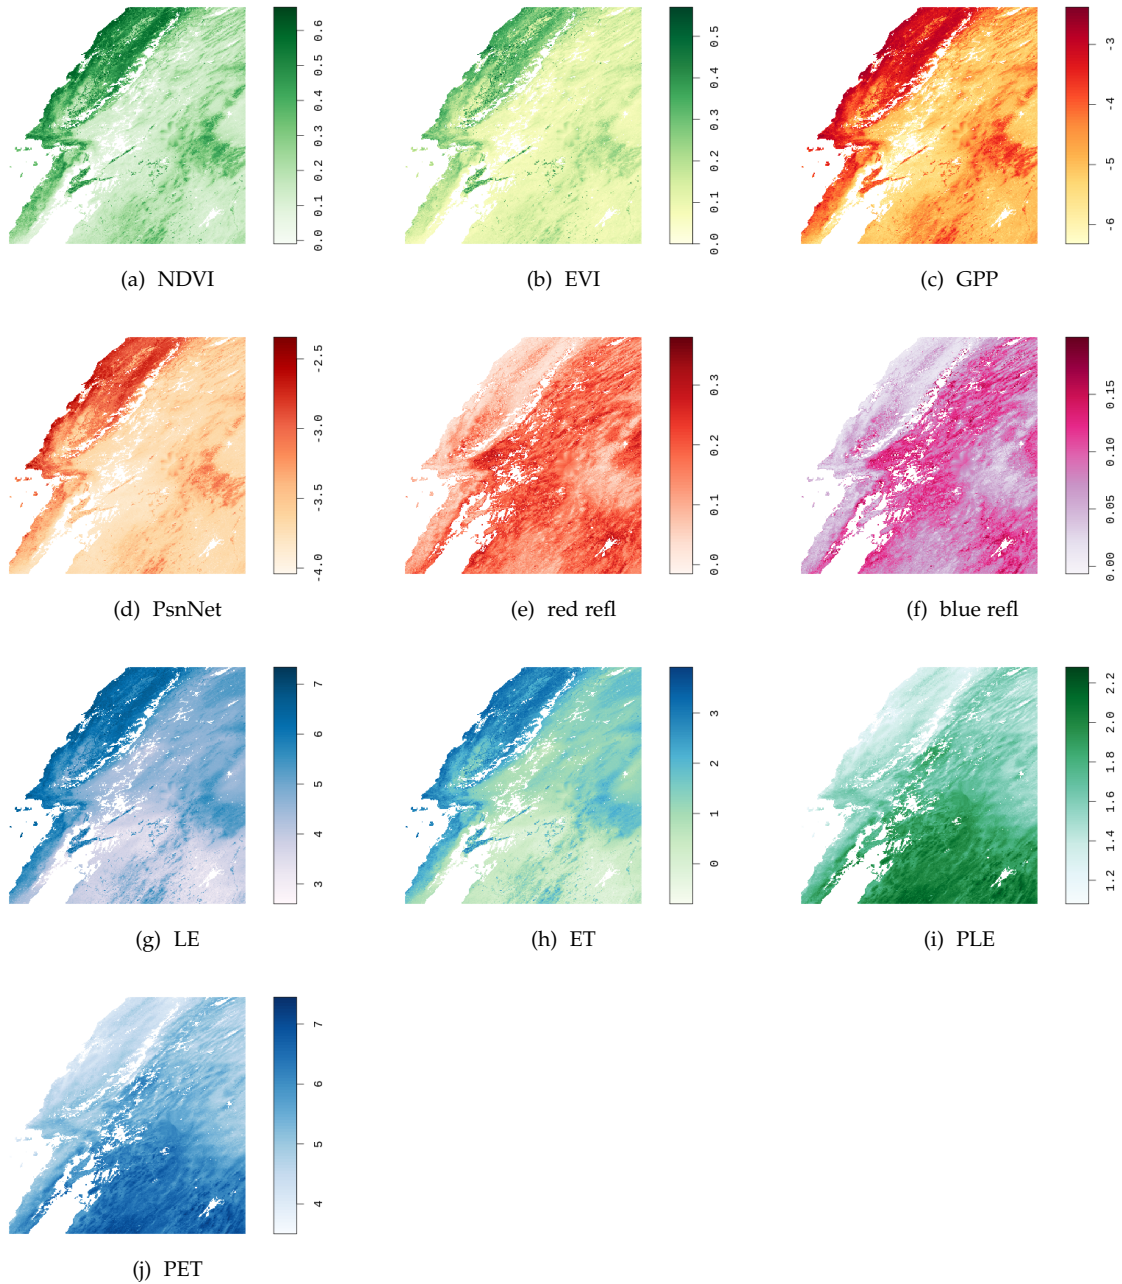 0.0 0.1 0.2 0.3 0.4 0.5 0.6
0.0 0.1 0.2 0.3 0.4 0.5
-6 -5 -4 -3
(a) NDVI
(b) EVI
(c) GPP
-4.0 -3.5 -3.0 -2.5
0.0 0.1 0.2 0.3
0.00 0.05 0.10 0.15
(d) PsnNet
(e) red refl
(f) blue refl
3 4 5 6 7
0 1 2 3
1.2 1.4 1.6 1.8 2.0 2.2
(g) LE
(h) ET
(i) PLE
4 5 6 7
(j) PET